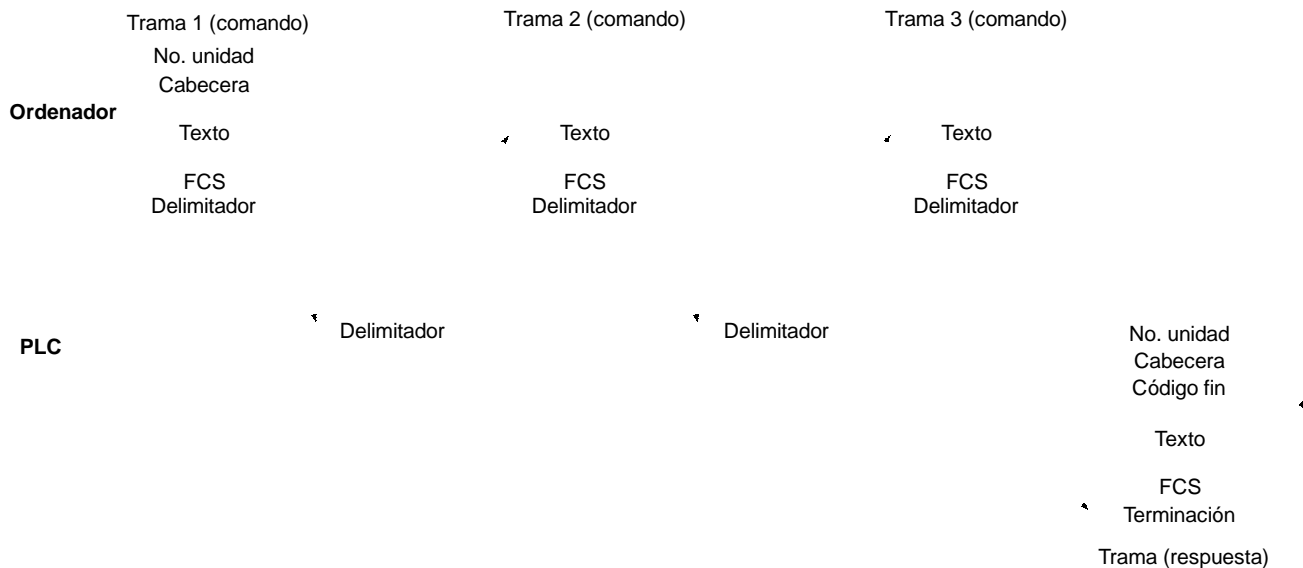 Trama 1 (comando)
Trama 2 (comando)
Trama 3 (comando)
No. unidad
Cabecera
Ordenador
Texto
Texto
Texto
FCS
FCS
FCS
Delimitador
Delimitador
Delimitador
Delimitador
Delimitador
PLC
No. unidad
Cabecera
Código fin
Texto
FCS
Terminación
Trama (respuesta)